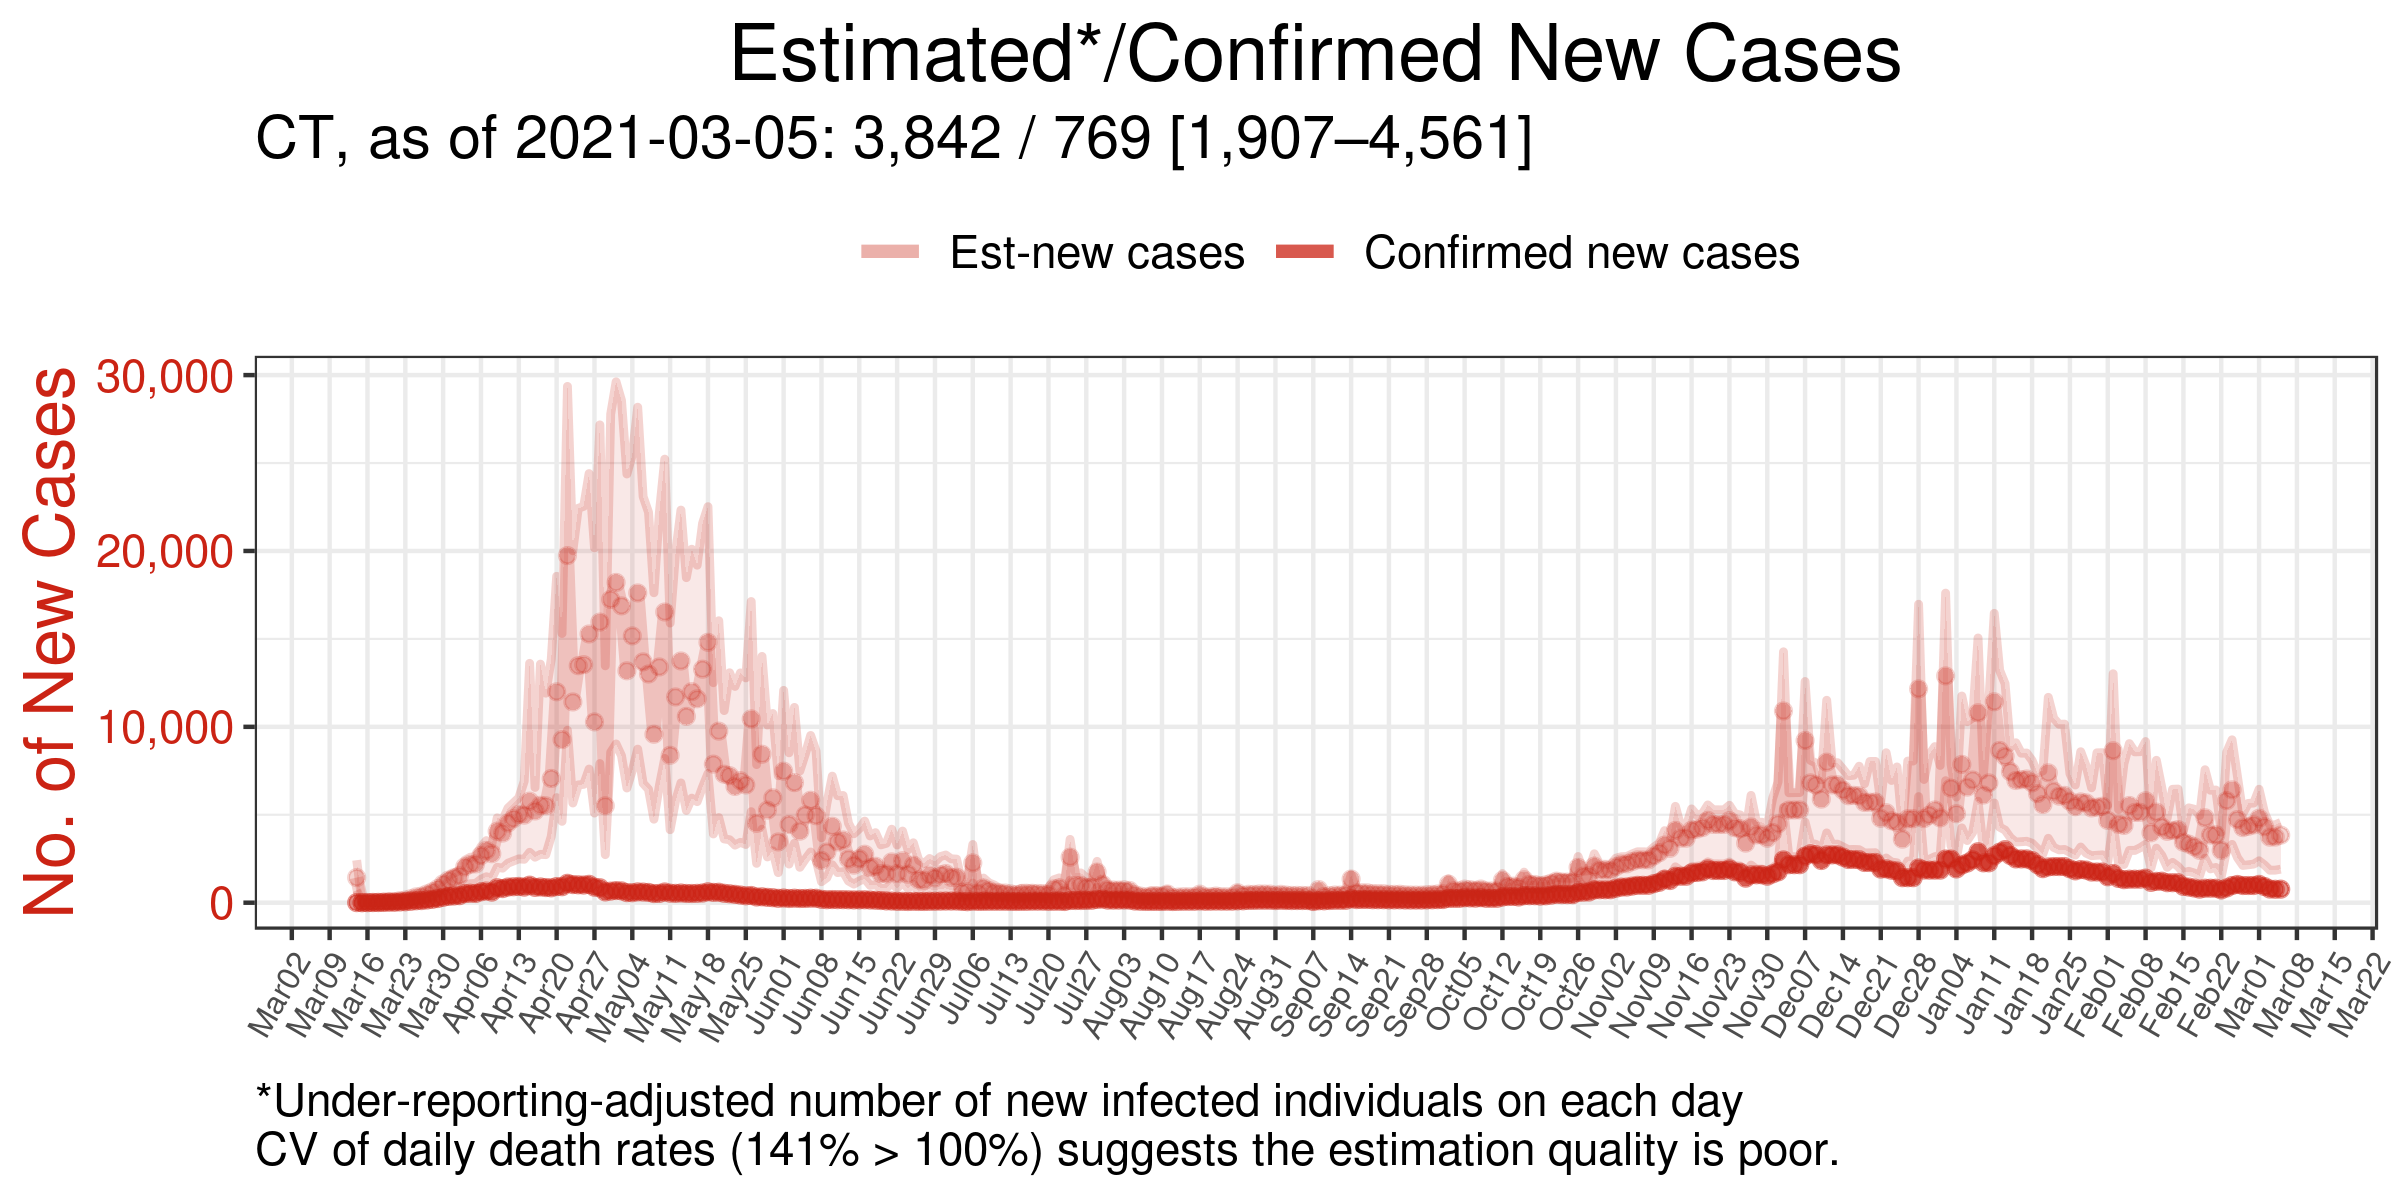 Estimated*/Confirmed New Cases
CT, as of 2021-03-05: 3,842 / 769 [1,907–4,561]
Est-new cases Confirmed new cases
No. of New Cases
30,000
20,000
10,000
0
Mar02 Mar09 Mar16 Mar23 Mar30 Apr06 Apr13 Apr20 Apr27 May04 May11 May18 May25 Jun01 Jun08 Jun15 Jun22 Jun29 Jul06 Jul13 Jul20 Jul27 Aug03 Aug10 Aug17 Aug24 Aug31 Sep07 Sep14 Sep21 Sep28 Oct05 Oct12 Oct19 Oct26 Nov02 Nov09 Nov16 Nov23 Nov30 Dec07 Dec14 Dec21 Dec28 Jan04 Jan11 Jan18 Jan25 Feb01 Feb08 Feb15 Feb22 Mar01 Mar08 Mar15 Mar22
*Under-reporting-adjusted number of new infected individuals on each day
CV of daily death rates (141% > 100%) suggests the estimation quality is poor.